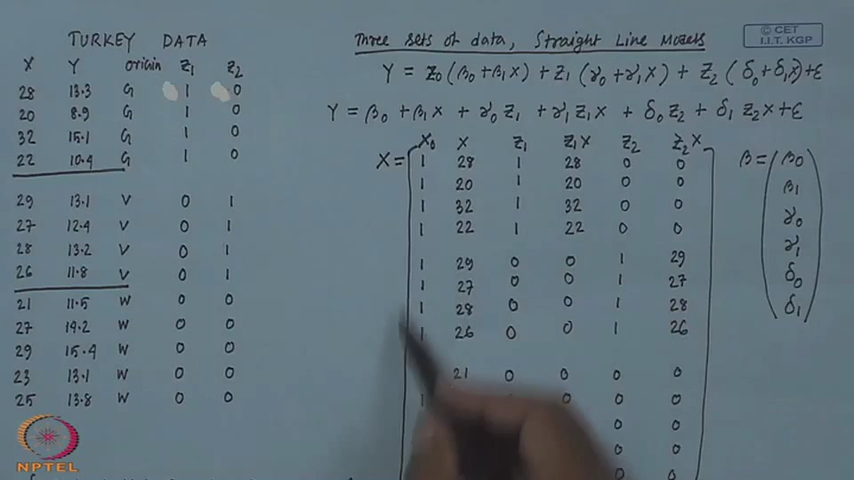 TURKEY DATA
X Y origin Z1 Z2
28 13.3 G 1 0
20 8.9 G 1 0
32 15.1 G 1 0
22 10.4 G 1 0
29 13.1 V 0 1
27 12.4 V 0 1
28 13.2 V 0 1
26 11.8 V 0 1
21 11.5 W 0 0
27 14.2 W 0 0
29 15.4 W 0 0
23 13.1 W 0 0
25 13.8 W 0 0
Three sets of data, Straight Line Models
© CET
I.I.T. KGP
Y = Z0 (β0+β1X) + Z1 (γ0+γ1X) + Z2 (δ0+δ1X)+ε
Y = β0 + β1X + γ0Z1 + γ1Z1X + δ0Z2 + δ1Z2X+ε
X0 X Z1 Z1X Z2 Z2X
X =
1 28 1 28 0 0
1 20 1 20 0 0
1 32 1 32 0 0
1 22 1 22 0 0
1 29 0 0 1 29
1 27 0 0 1 27
1 28 0 0 1 28
1 26 0 0 1 26
21 0 0 0 0
1 0 0 0
0 0
0 0
β = β0
β1
γ0
γ1
δ0
δ1
NPTEL